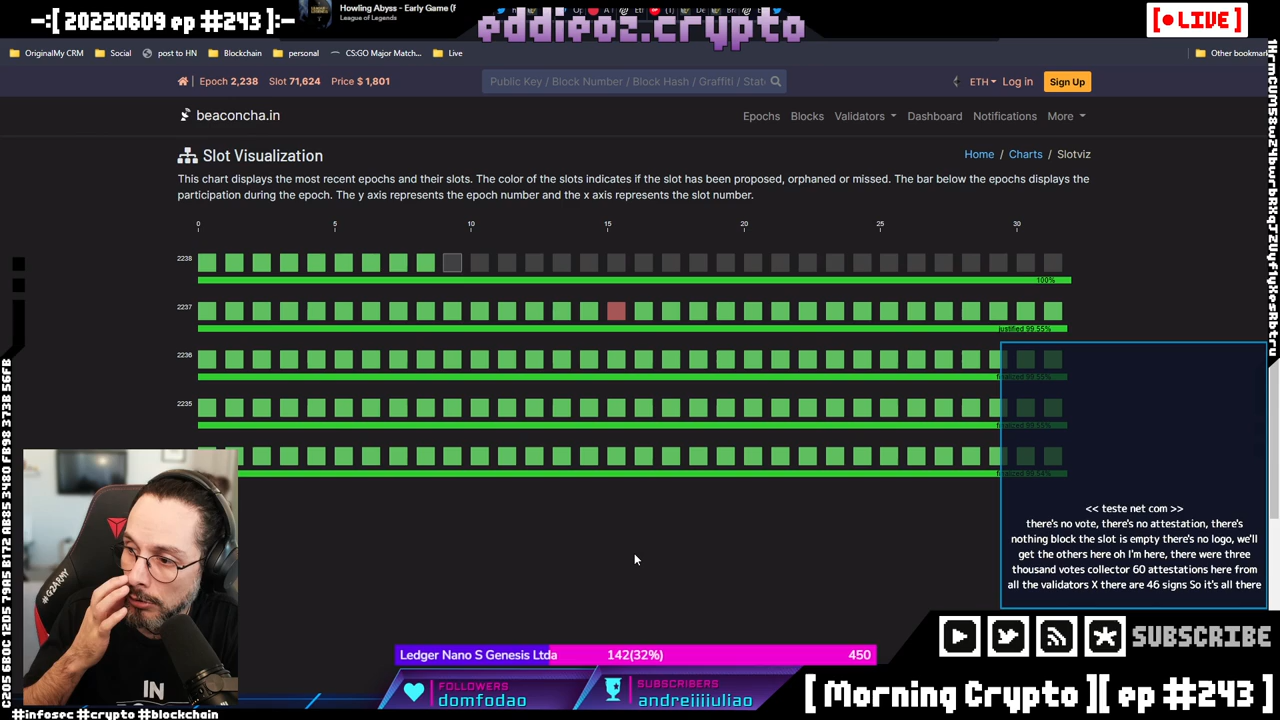 -:[ 20220609 ep #243 ]:-
Howling Abyss - Early Game (F
League of Legends
eddieoz.crypto
[ ● LIVE ]
OriginalMy CRM
Social
post to HN
Blockchain
personal
CS:GO Major Match...
Live
Other bookmar
Epoch 2,238
Slot 71,624
Price $ 1,801
Public Key / Block Number / Block Hash / Graffiti / State
ETH
Log in
Sign Up
beaconcha.in
Epochs
Blocks
Validators
Dashboard
Notifications
More
Slot Visualization
Home / Charts / Slotviz
This chart displays the most recent epochs and their slots. The color of the slots indicates if the slot has been proposed, orphaned or missed. The bar below the epochs displays the
participation during the epoch. The y axis represents the epoch number and the x axis represents the slot number.
0 5 10 15 20 25 30
2238
100%
2237
justified 99.55%
2236
2235
<< teste net com >>
there's no vote, there's no attestation, there's
nothing block the slot is empty there's no logo, we'll
get the others here oh I'm here, there were three
thousand votes collector 60 attestations here from
all the validators X there are 46 signs So it's all there
#G2ARMY
IN
Ledger Nano S Genesis Ltda
142(32%)
450
FOLLOWERS
domfodao
SUBSCRIBERS
andrejjjjuliao
SUBSCRIBE
[ Morning Crypto ][ ep #243 ]
#infosec #crypto #blockchain